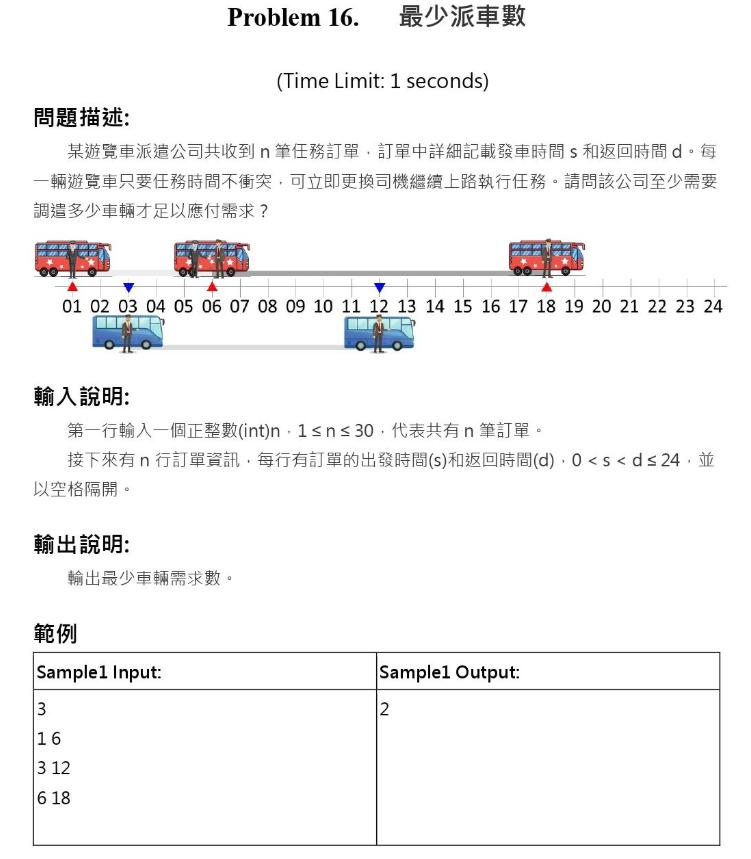 Problem 16. 最少派車數
(Time Limit: 1 seconds)
問題描述:
某遊覽車派遣公司共收到 n 筆任務訂單，訂單中詳細記載發車時間 s 和返回時間 d。每
一輛遊覽車只要任務時間不衝突，可立即更換司機繼續上路執行任務。請問該公司至少需要
調遣多少車輛才足以應付需求？
01 02 03 04 05 06 07 08 09 10 11 12 13 14 15 16 17 18 19 20 21 22 23 24
輸入說明:
第一行輸入一個正整數(int)n，1 ≤ n ≤ 30，代表共有 n 筆訂單。
接下來有 n 行訂單資訊，每行有訂單的出發時間(s)和返回時間(d)，0 < s < d ≤ 24，並
以空格隔開。
輸出說明:
輸出最少車輛需求數。
範例
Sample1 Input: Sample1 Output:
3 2
1 6
3 12
6 18